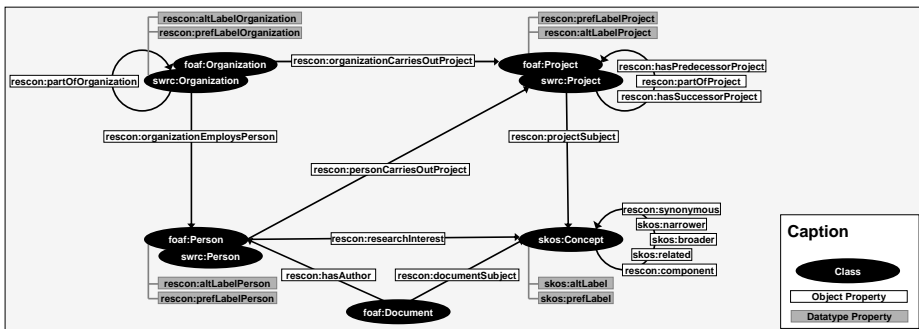 rescon:altLabelOrganization
rescon:prefLabelOrganization
rescon:prefLabelProject
rescon:altLabelProject
foaf:Organization
swrc:Organization
rescon:organizationCarriesOutProject
foaf:Project
swrc:Project
rescon:partOfOrganization
rescon:hasPredecessorProject
rescon:partOfProject
rescon:hasSuccessorProject
rescon:organizationEmploysPerson
rescon:projectSubject
rescon:personCarriesOutProject
foaf:Person
swrc:Person
rescon:researchInterest
skos:Concept
rescon:synonymous
skos:narrower
skos:broader
skos:related
rescon:component
rescon:altLabelPerson
rescon:prefLabelPerson
rescon:hasAuthor
rescon:documentSubject
skos:altLabel
skos:prefLabel
foaf:Document
Caption
Class
Object Property
Datatype Property